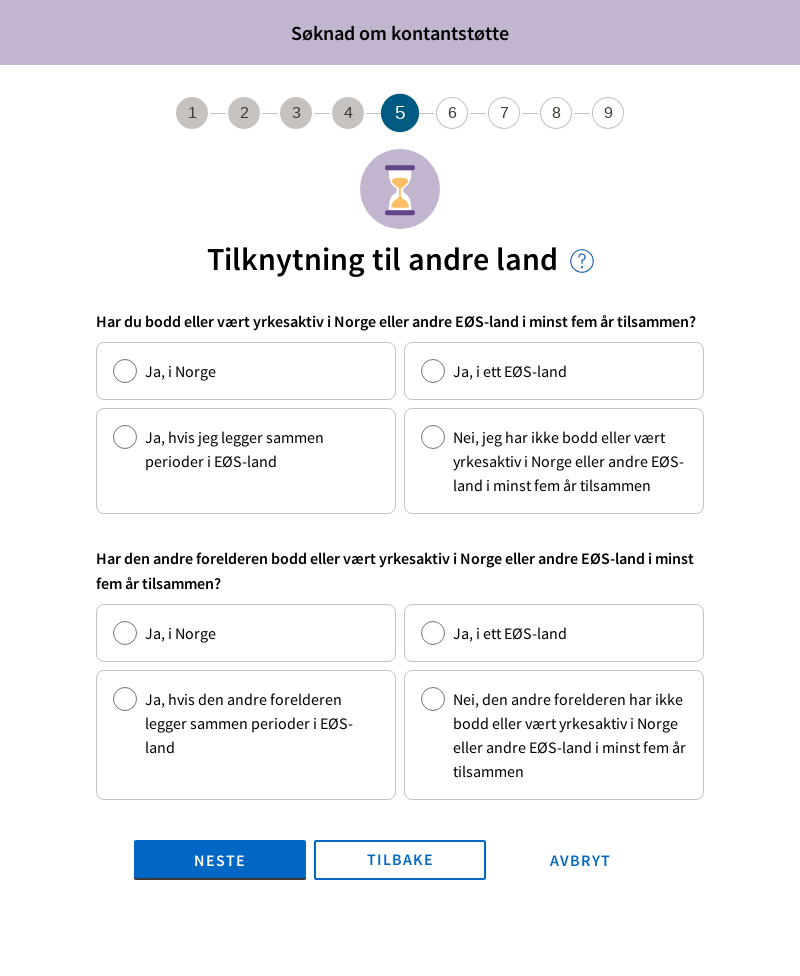 Søknad om kontantstøtte
1 2 3 4 5 6 7 8 9
Tilknytning til andre land ?
Har du bodd eller vært yrkesaktiv i Norge eller andre EØS-land i minst fem år tilsammen?
Ja, i Norge
Ja, i ett EØS-land
Ja, hvis jeg legger sammen
perioder i EØS-land
Nei, jeg har ikke bodd eller vært
yrkesaktiv i Norge eller andre EØS-
land i minst fem år tilsammen
Har den andre forelderen bodd eller vært yrkesaktiv i Norge eller andre EØS-land i minst
fem år tilsammen?
Ja, i Norge
Ja, i ett EØS-land
Ja, hvis den andre forelderen
legger sammen perioder i EØS-
land
Nei, den andre forelderen har ikke
bodd eller vært yrkesaktiv i Norge
eller andre EØS-land i minst fem år
tilsammen
NESTE
TILBAKE
AVBRYT